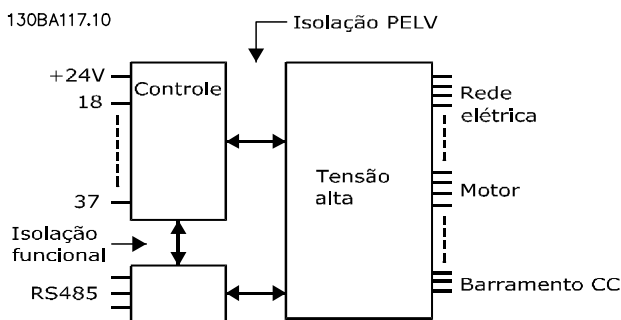 130BA117.10
Isolação PELV
+24V
Controle
18
37
Tensão
alta
Rede
elétrica
Motor
Barramento CC
Isolação
funcional
RS485